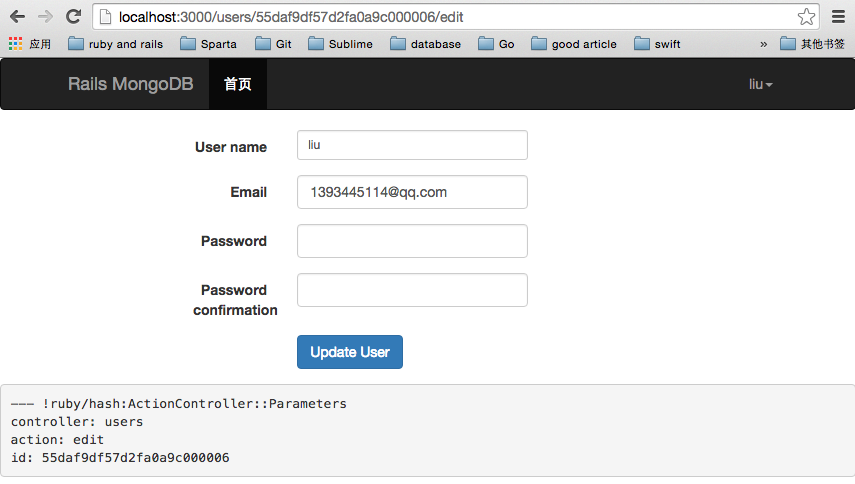 localhost:3000/users/55daf9df57d2fa0a9c000006/edit
应用 ruby and rails Sparta Git Sublime database Go good article swift » 其他书签
Rails MongoDB 首页 liu
User name liu
Email 1393445114@qq.com
Password
Password
confirmation
Update User
--- !ruby/hash:ActionController::Parameters
controller: users
action: edit
id: 55daf9df57d2fa0a9c000006